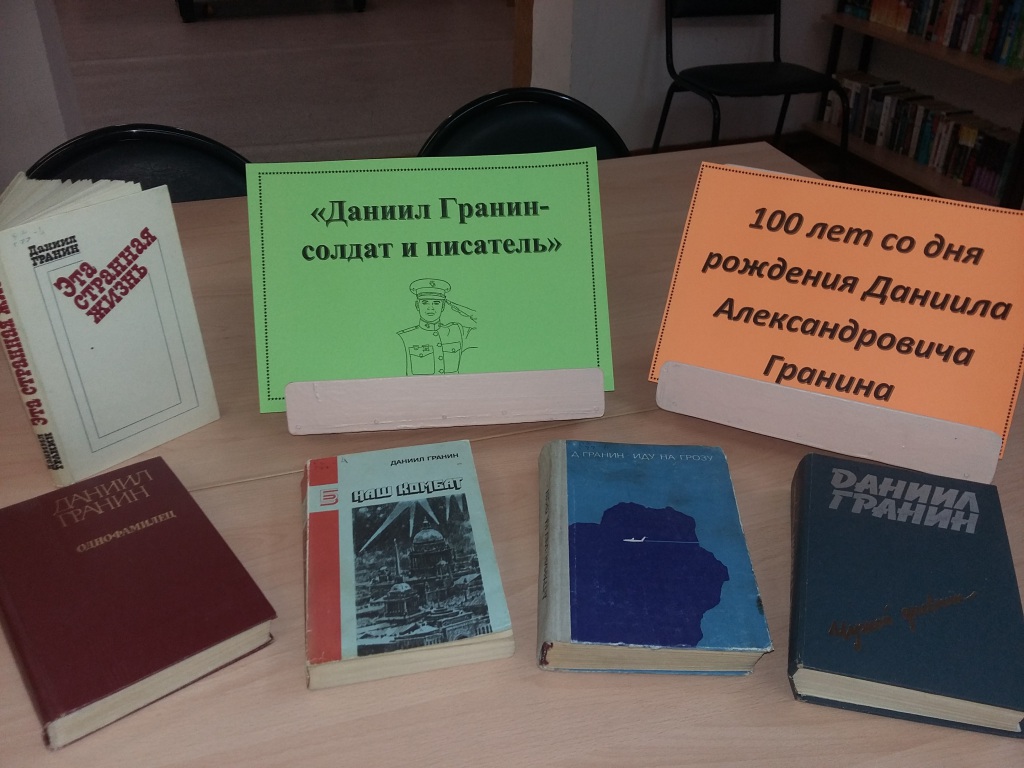 Даниил
ГРАНИН
Эта
странная
жизнь
ГРАНИН
«Даниил Гранин-
солдат и писатель»
100 лет со дня
рождения Даниила
Александровича
Гранина
ДАНИИЛ
ГРАНИН
ОДНОФАМИЛЕЦ
ДАНИИЛ ГРАНИН
НАШ КОМБАТ
Д.ГРАНИН ИДУ НА ГРОЗУ
ДАНИИЛ
ГРАНИН